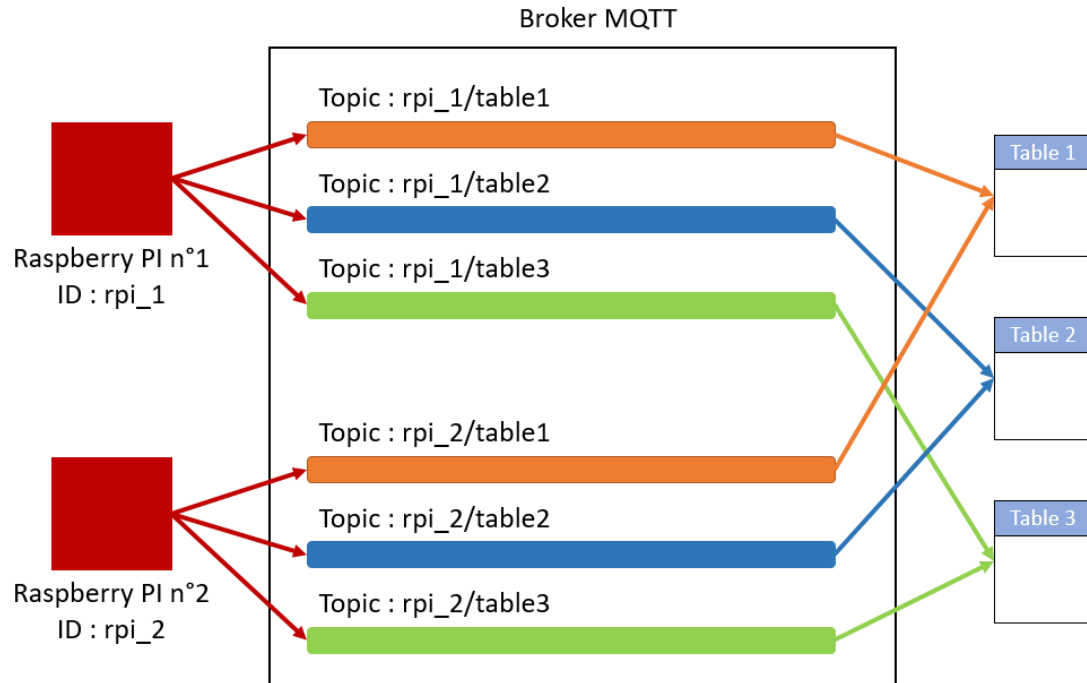 Broker MQTT
Topic : rpi_1/table1
Topic : rpi_1/table2
Topic : rpi_1/table3
Raspberry PI n°1
ID : rpi_1
Table 1
Table 2
Topic : rpi_2/table1
Topic : rpi_2/table2
Topic : rpi_2/table3
Raspberry PI n°2
ID : rpi_2
Table 3